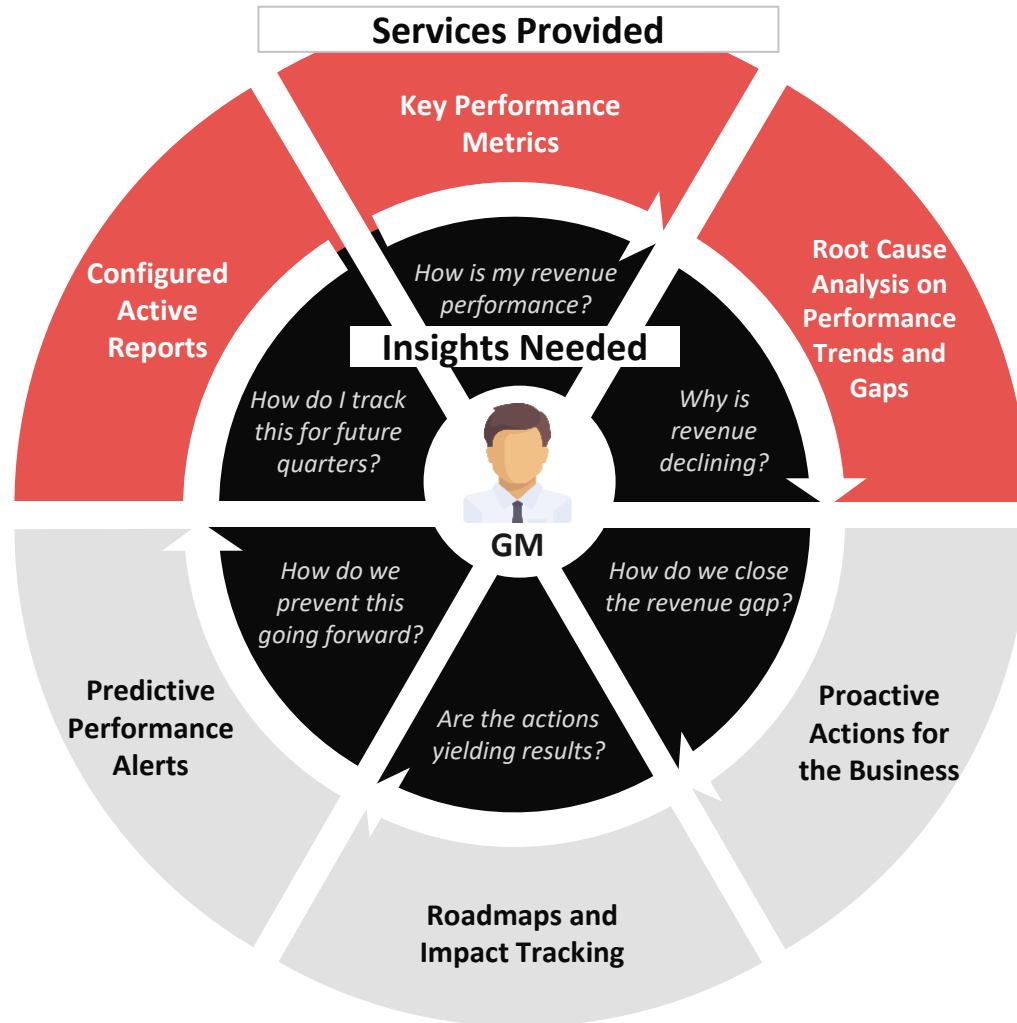 Services Provided
Key Performance
Metrics
Root Cause
Analysis on
Performance
Trends and
Gaps
Configured
Active
Reports
How is my revenue
performance?
Insights Needed
How do I track
this for future
quarters?
Why is
revenue
declining?
GM
How do we
prevent this
going forward?
How do we close
the revenue gap?
Are the actions
yielding results?
Predictive
Performance
Alerts
Proactive
Actions for
the Business
Roadmaps and
Impact Tracking